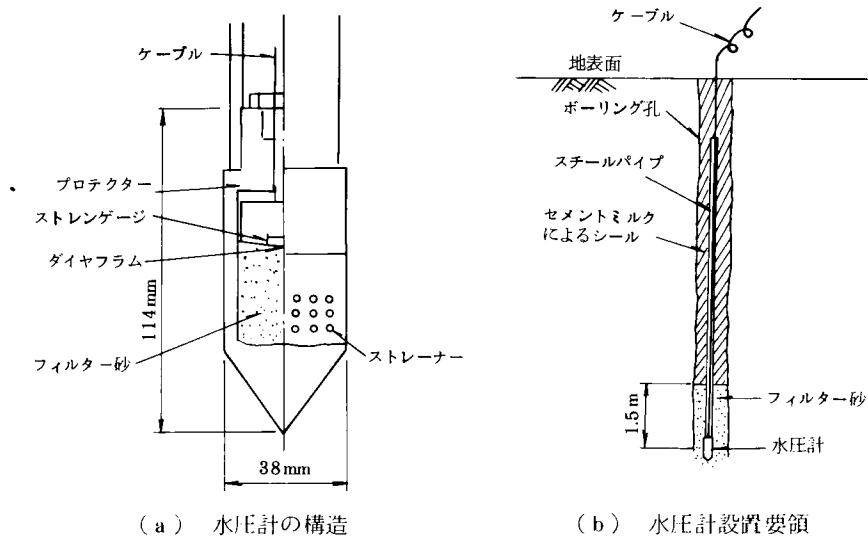 ケーブル
プロテクター
ストレンゲージ
ダイヤフラム
114mm
フィルター砂
ストレーナー
38mm
(a) 水圧計の構造
ケーブル
地表面
ボーリング孔
スチールパイプ
セメントミルク
によるシール
1.5m
フィルター砂
水圧計
(b) 水圧計設置要領